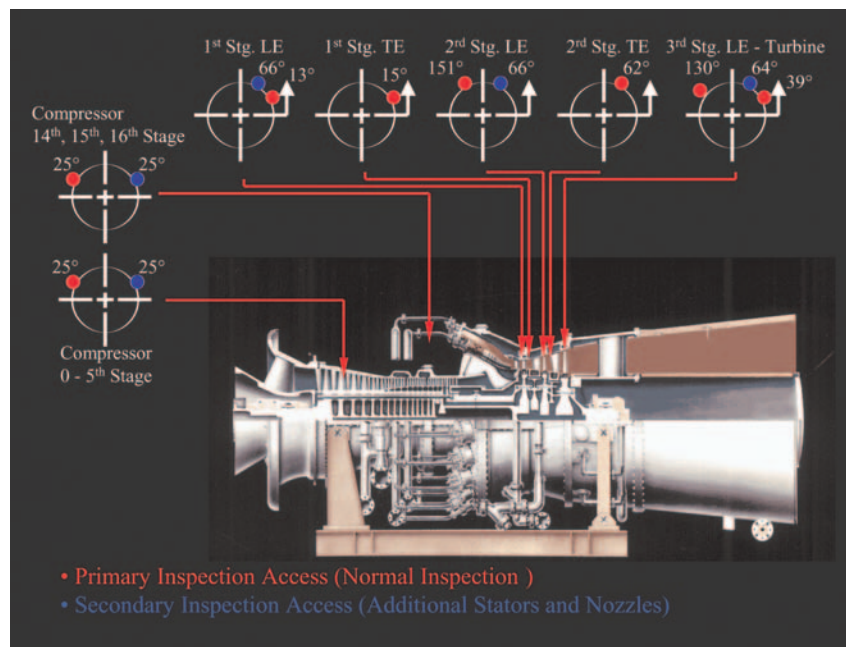 1st Stg. LE 1st Stg. TE 2rd Stg. LE 2rd Stg. TE 3rd Stg. LE - Turbine
66° 13° 15° 151° 66° 62° 130° 64° 39°
Compressor
14th, 15th, 16th Stage
25° 25°
25° 25°
Compressor
0 - 5th Stage
• Primary Inspection Access (Normal Inspection )
• Secondary Inspection Access (Additional Stators and Nozzles)